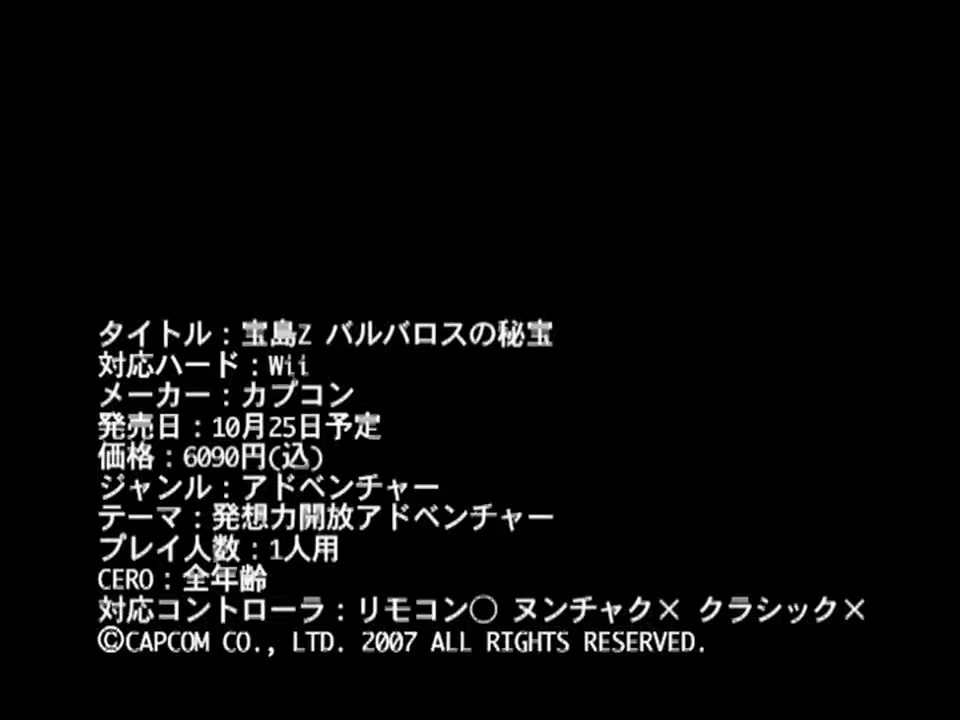 タイトル：宝島Z バルバロスの秘宝
対応ハード：Wii
メーカー：カプコン
発売日：10月25日予定
価格：6090円(込)
ジャンル：アドベンチャー
テーマ：発想力開放アドベンチャー
プレイ人数：1人用
CERO：全年齢
対応コントローラ：リモコン○ ヌンチャク× クラシック×
©CAPCOM CO., LTD. 2007 ALL RIGHTS RESERVED.